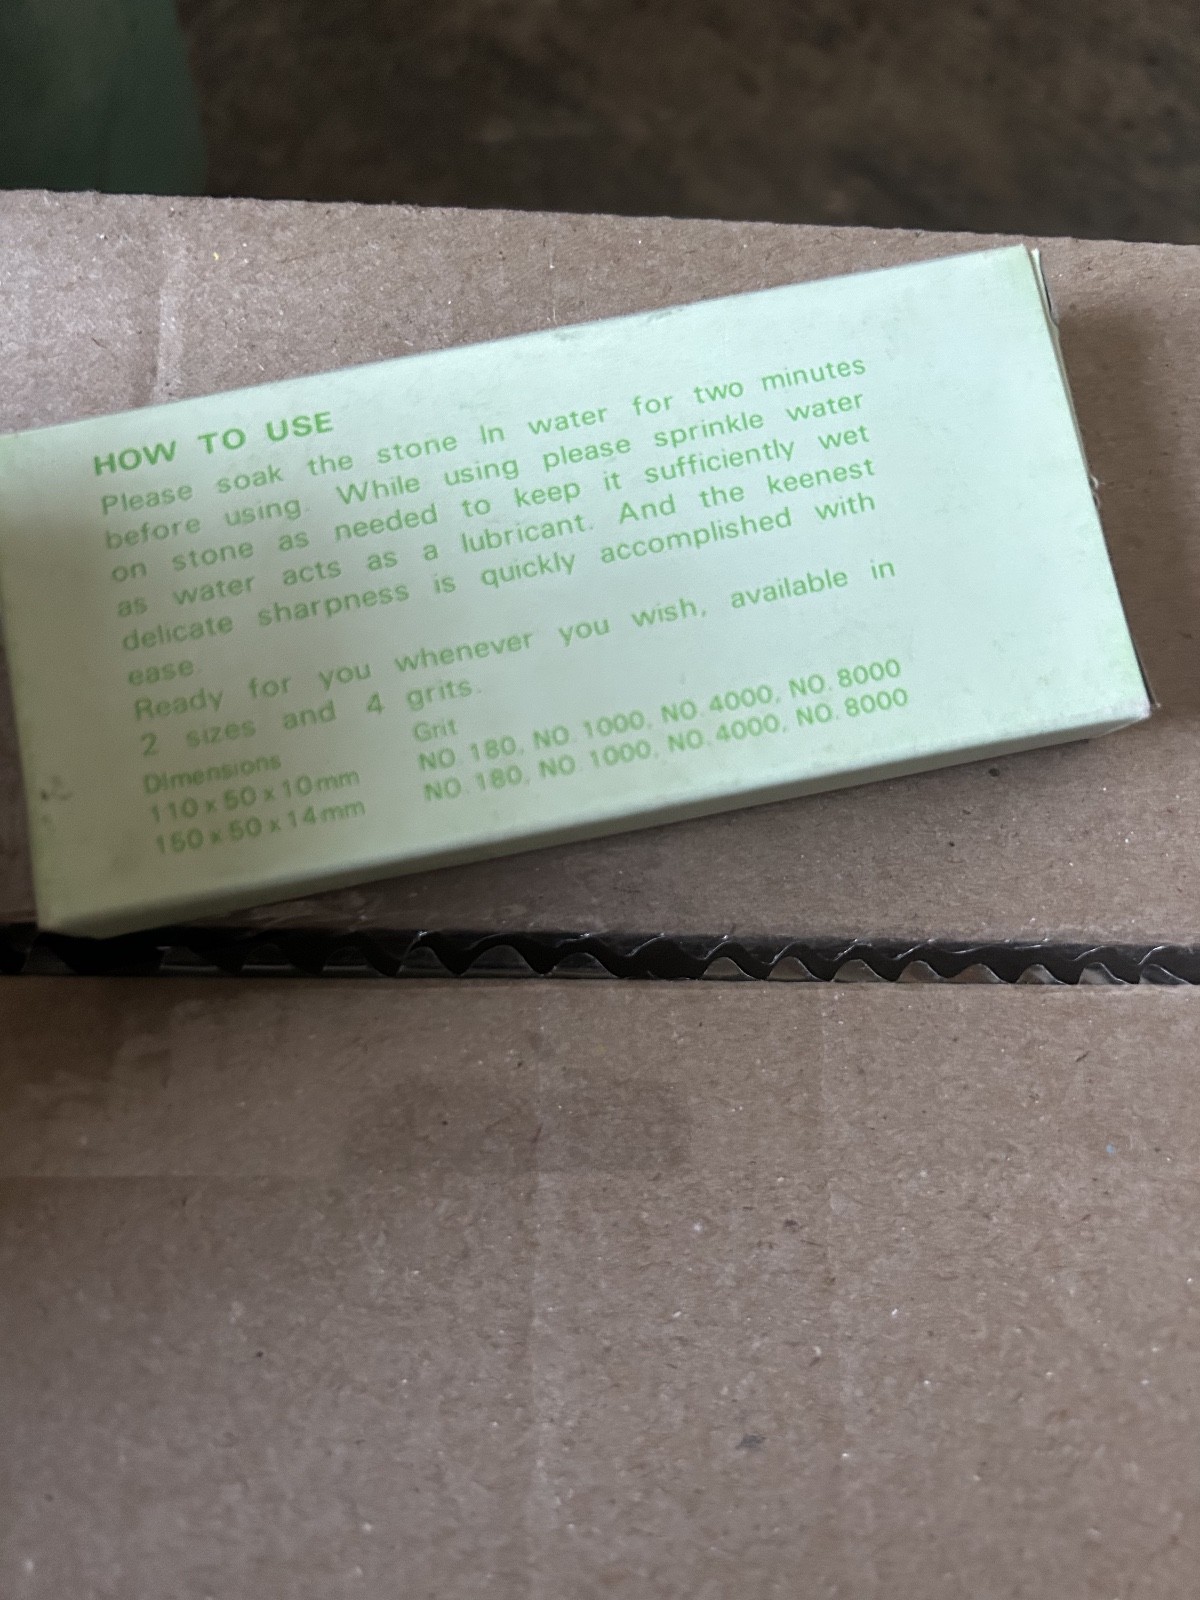 HOW TO USE
Please soak the stone In water for two minutes
before using. While using please sprinkle water
on stone as needed to keep it sufficiently wet
as water acts as a lubricant. And the keenest
delicate sharpness is quickly accomplished with
ease.
Ready for you whenever you wish, available in
2 sizes and 4 grits.
DImensions Grit
110 x 50 x 10mm NO. 180, NO. 1000, NO. 4000, NO. 8000
150 x 50 x 14mm NO. 180, NO. 1000, NO. 4000, NO. 8000